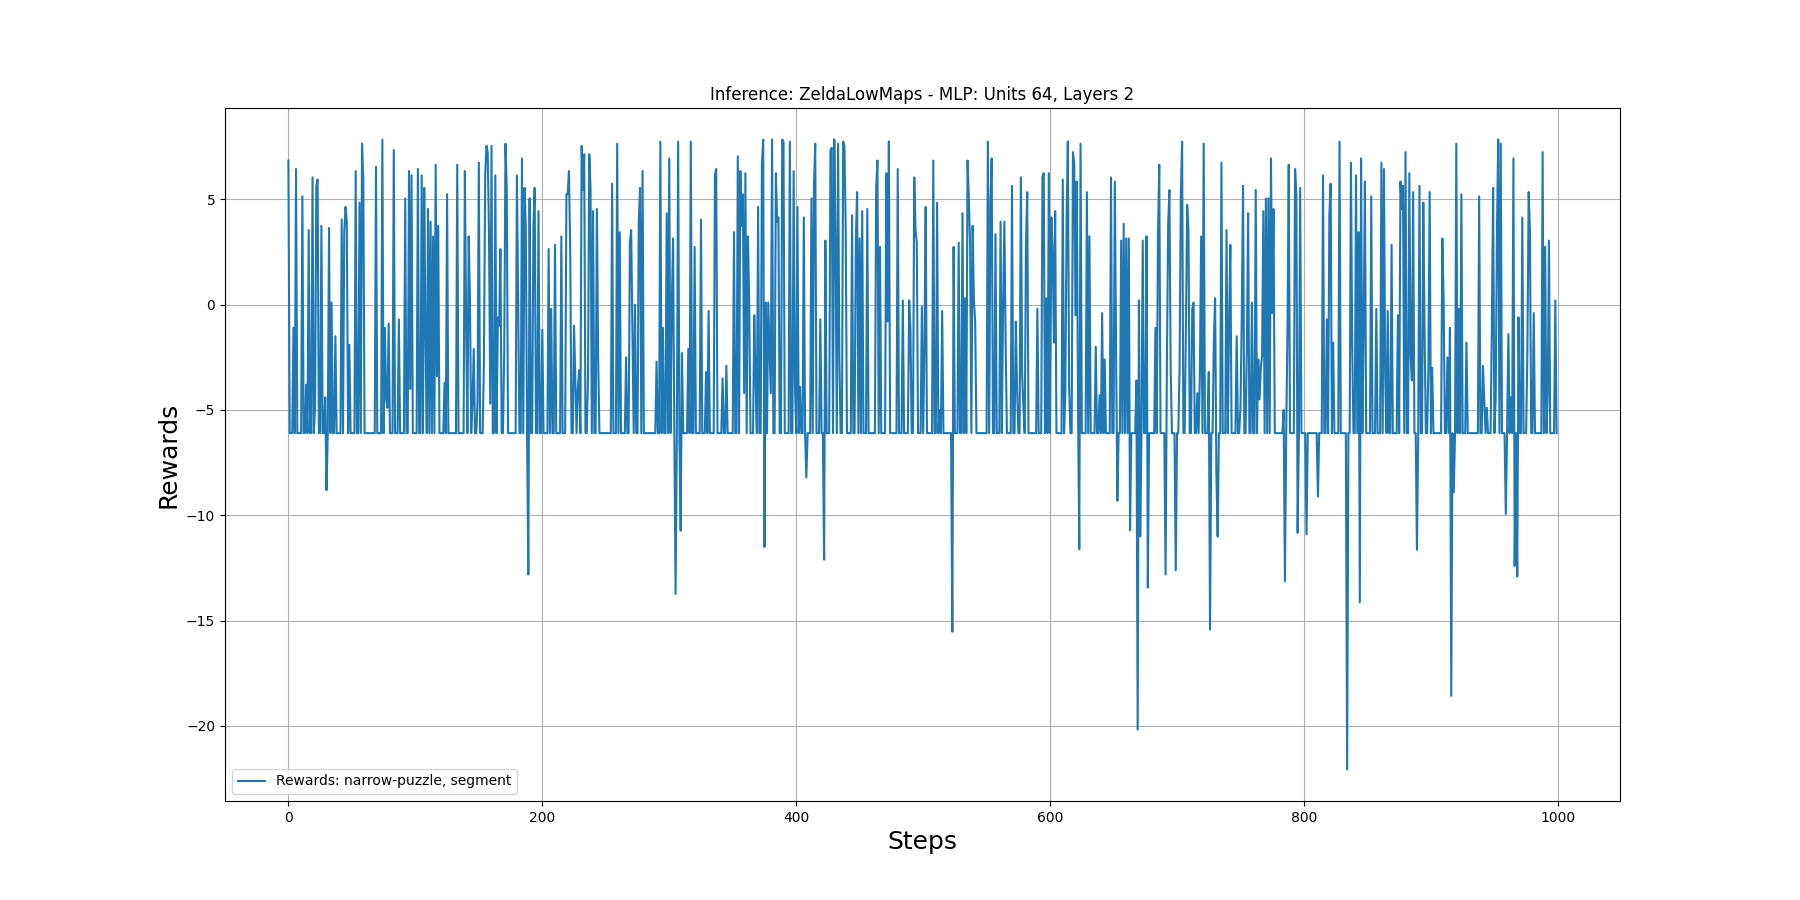 Inference: ZeldaLowMaps - MLP: Units 64, Layers 2
5
0
−5
−10
−15
−20
Rewards
Rewards: narrow-puzzle, segment
0 200 400 600 800 1000
Steps